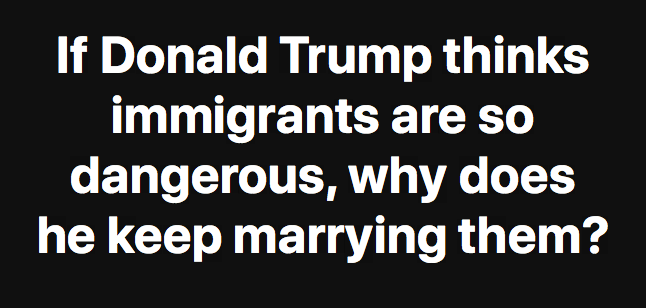 If Donald Trump thinks
immigrants are so
dangerous, why does
he keep marrying them?